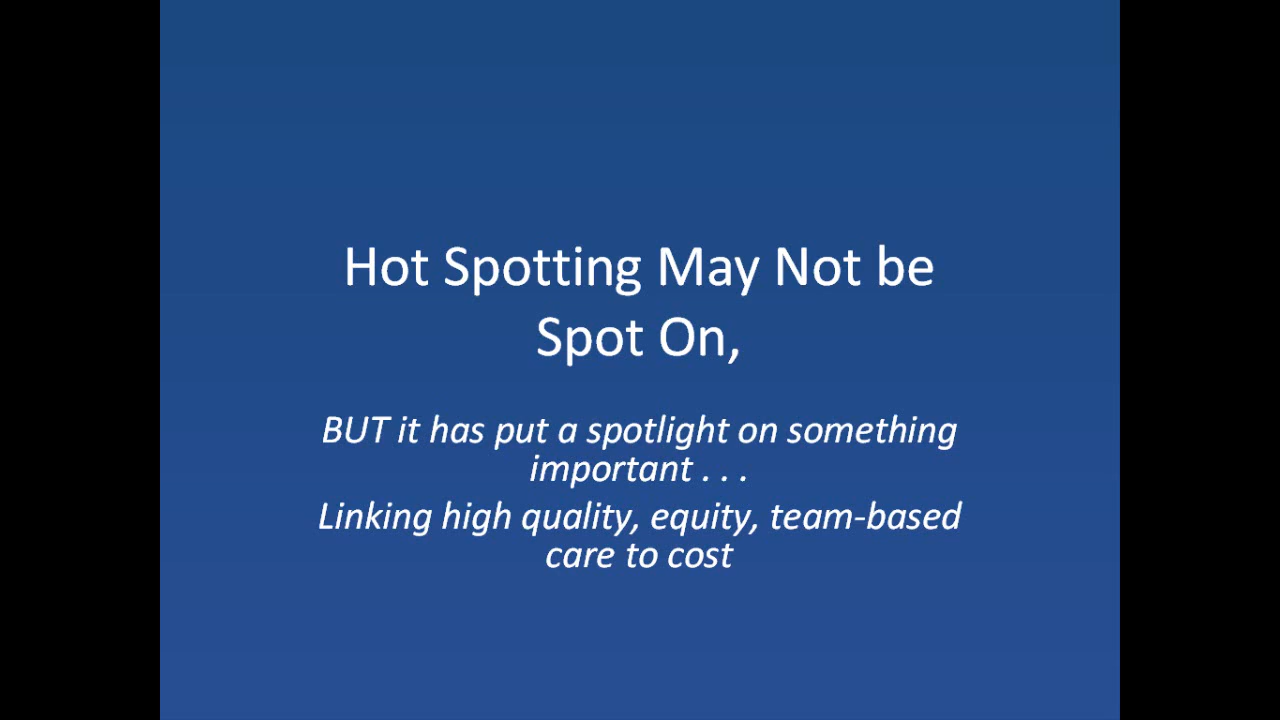 Hot Spotting May Not be
Spot On,
BUT it has put a spotlight on something
important . . .
Linking high quality, equity, team-based
care to cost